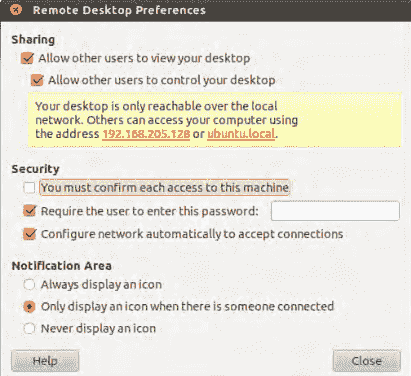 Remote Desktop Preferences
Sharing
Allow other users to view your desktop
Allow other users to control your desktop
Your desktop is only reachable over the local
network. Others can access your computer using
the address 192.168.205.128 or ubuntu.local.
Security
You must confirm each access to this machine
Require the user to enter this password:
Configure network automatically to accept connections
Notification Area
Always display an icon
Only display an icon when there is someone connected
Never display an icon
Help
Close